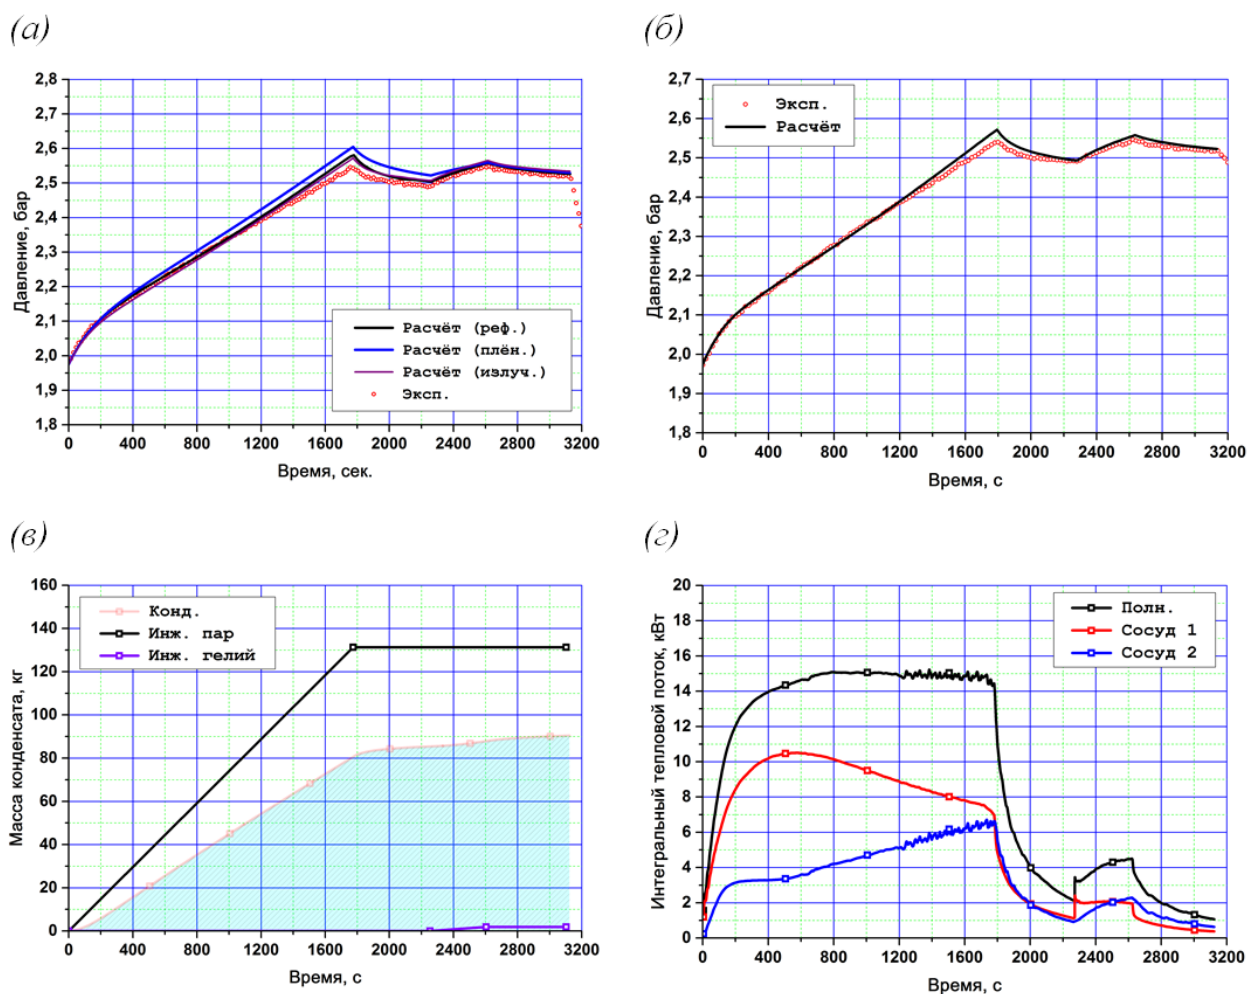 (а)
2,8
2,7
2,6
2,5
2,4
2,3
2,2
2,1
2,0
1,9
1,8
Давление, бар
0 400 800 1200 1600 2000 2400 2800 3200
Время, сек.
Расчёт (реф.)
Расчёт (плён.)
Расчёт (излуч.)
Эксп.
(б)
2,7
2,6
2,5
2,4
2,3
2,2
2,1
2,0
1,9
1,8
Давление, бар
0 400 800 1200 1600 2000 2400 2800 3200
Время, с
Эксп.
Расчёт
(в)
160
140
120
100
80
60
40
20
0
Масса конденсата, кг
0 400 800 1200 1600 2000 2400 2800 3200
Время, с
Конд.
Инж. пар
Инж. гелий
(г)
20
18
16
14
12
10
8
6
4
2
0
Интегральный тепловой поток, кВт
0 400 800 1200 1600 2000 2400 2800 3200
Время, с
Полн.
Сосуд 1
Сосуд 2